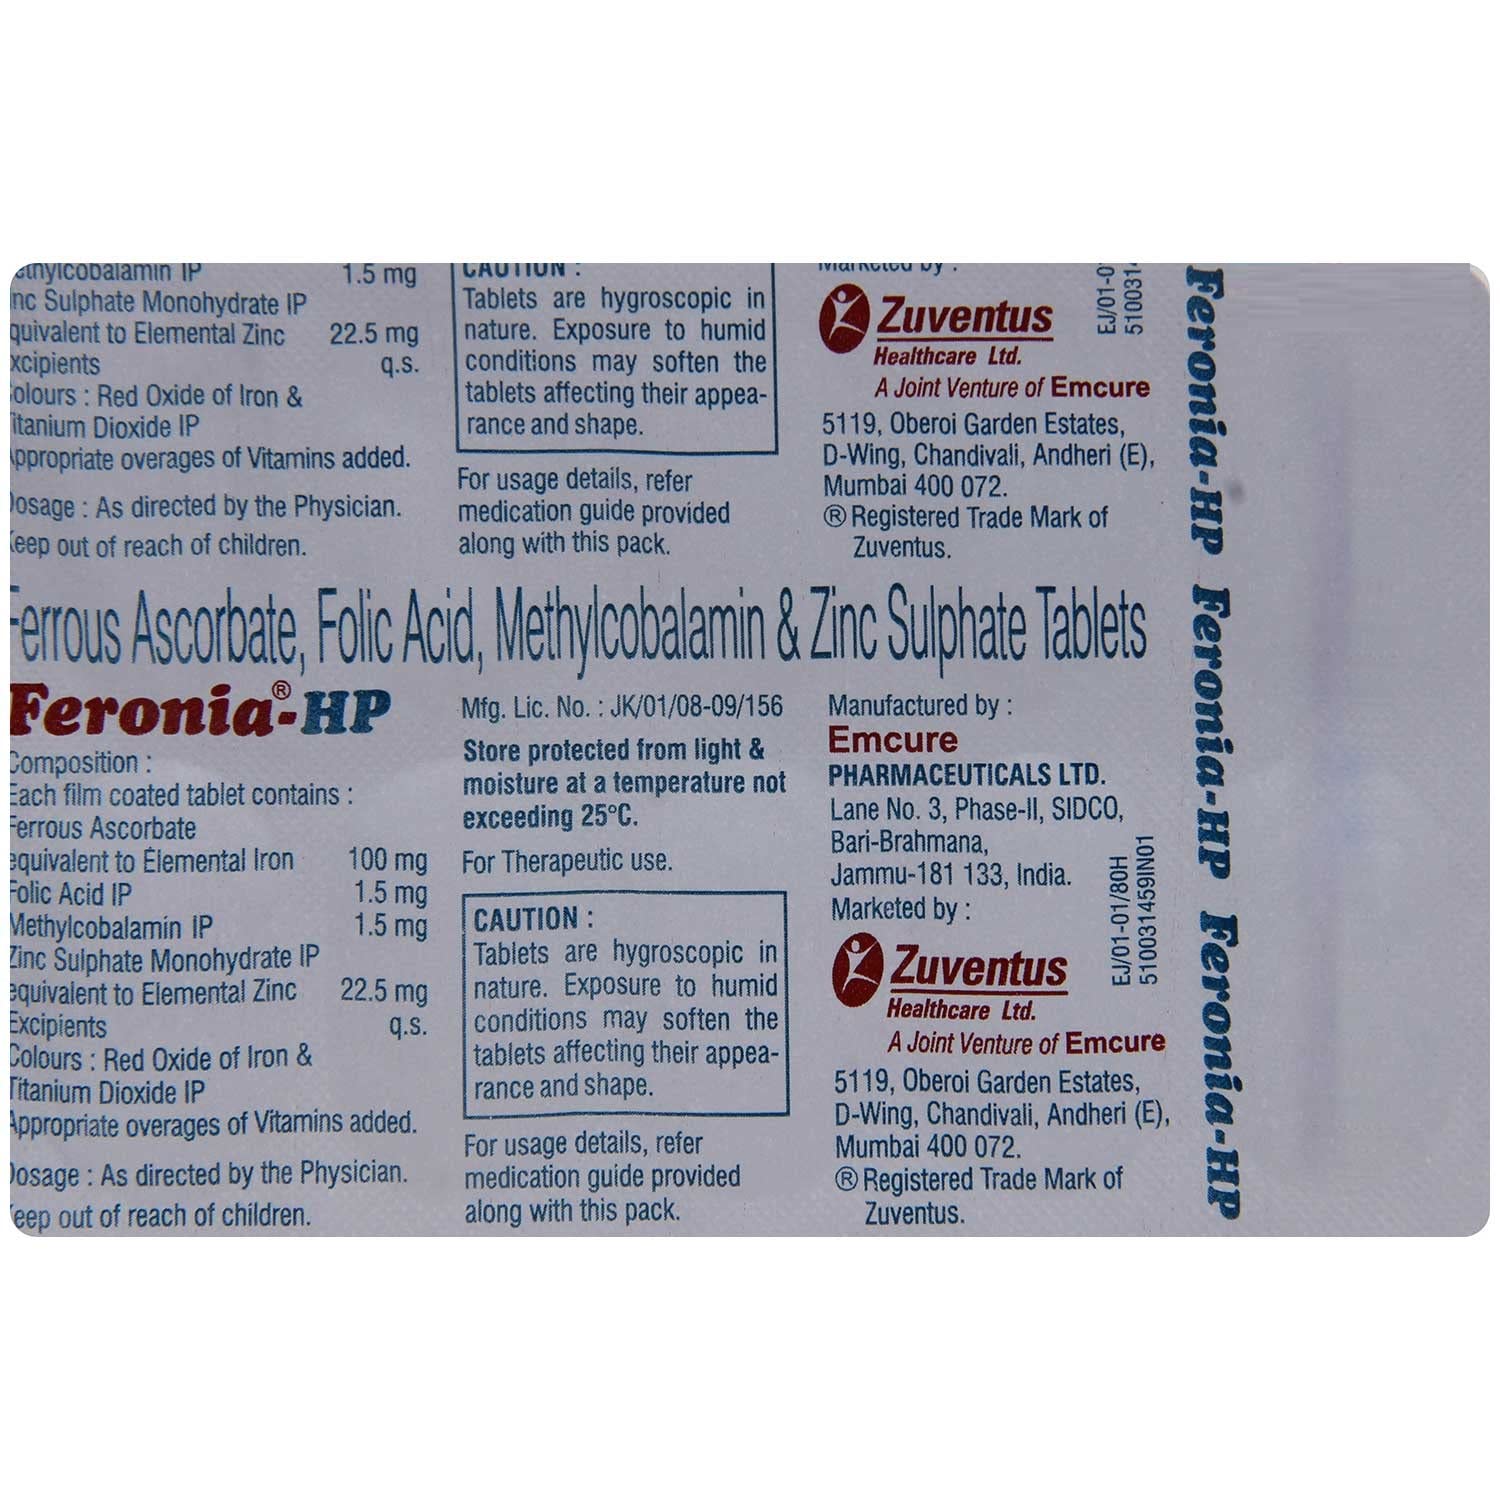 1.5 mg
Sulphate Monohydrate IP
to Elemental Zinc 22.5 mg
q.s.
: Red Oxide of Iron &
Dioxide IP
overages of Vitamins added.
: As directed by the Physician.
out of reach of children.
CAUTION :
Tablets are hygroscopic in
nature. Exposure to humid
conditions may soften the
tablets affecting their appea-
rance and shape.
For usage details, refer
medication guide provided
along with this pack.
Marketed by :
Zuventus
Healthcare Ltd.
A Joint Venture of Emcure
5119, Oberoi Garden Estates,
D-Wing, Chandivali, Andheri (E),
Mumbai 400 072.
® Registered Trade Mark of
Zuventus.
Ferrous Ascorbate, Folic Acid, Methylcobalamin & Zinc Sulphate Tablets
Feronia®-HP
Composition :
Each film coated tablet contains :
Ferrous Ascorbate
equivalent to Elemental Iron 100 mg
Folic Acid IP 1.5 mg
Methylcobalamin IP 1.5 mg
Zinc Sulphate Monohydrate IP
equivalent to Elemental Zinc 22.5 mg
Excipients q.s.
Colours : Red Oxide of Iron &
Titanium Dioxide IP
Appropriate overages of Vitamins added.
Dosage : As directed by the Physician.
Keep out of reach of children.
Mfg. Lic. No. : JK/01/08-09/156
Store protected from light &
moisture at a temperature not
exceeding 25°C.
For Therapeutic use.
CAUTION :
Tablets are hygroscopic in
nature. Exposure to humid
conditions may soften the
tablets affecting their appea-
rance and shape.
For usage details, refer
medication guide provided
along with this pack.
Manufactured by :
Emcure
PHARMACEUTICALS LTD.
Lane No. 3, Phase-II, SIDCO,
Bari-Brahmana,
Jammu-181 133, India.
Marketed by :
Zuventus
Healthcare Ltd.
A Joint Venture of Emcure
5119, Oberoi Garden Estates,
D-Wing, Chandivali, Andheri (E),
Mumbai 400 072.
® Registered Trade Mark of
Zuventus.
EJ/01-01/80H
510031459IN01
Feronia-HP Feronia-HP Feronia-HP